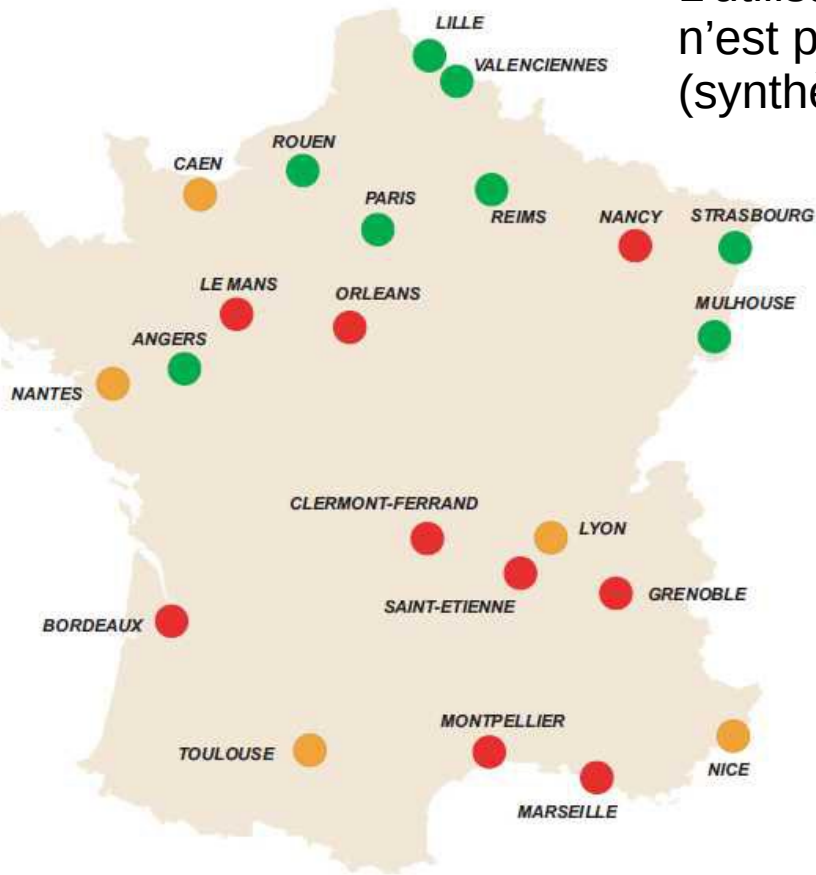 n'est p
(synthè
LILLE
VALENCIENNES
ROUEN
CAEN
PARIS
REIMS
NANCY
STRASBOURG
LE MANS
ORLEANS
MULHOUSE
ANGERS
NANTES
CLERMONT-FERRAND
LYON
SAINT-ETIENNE
GRENOBLE
BORDEAUX
MONTPELLIER
TOULOUSE
NICE
MARSEILLE